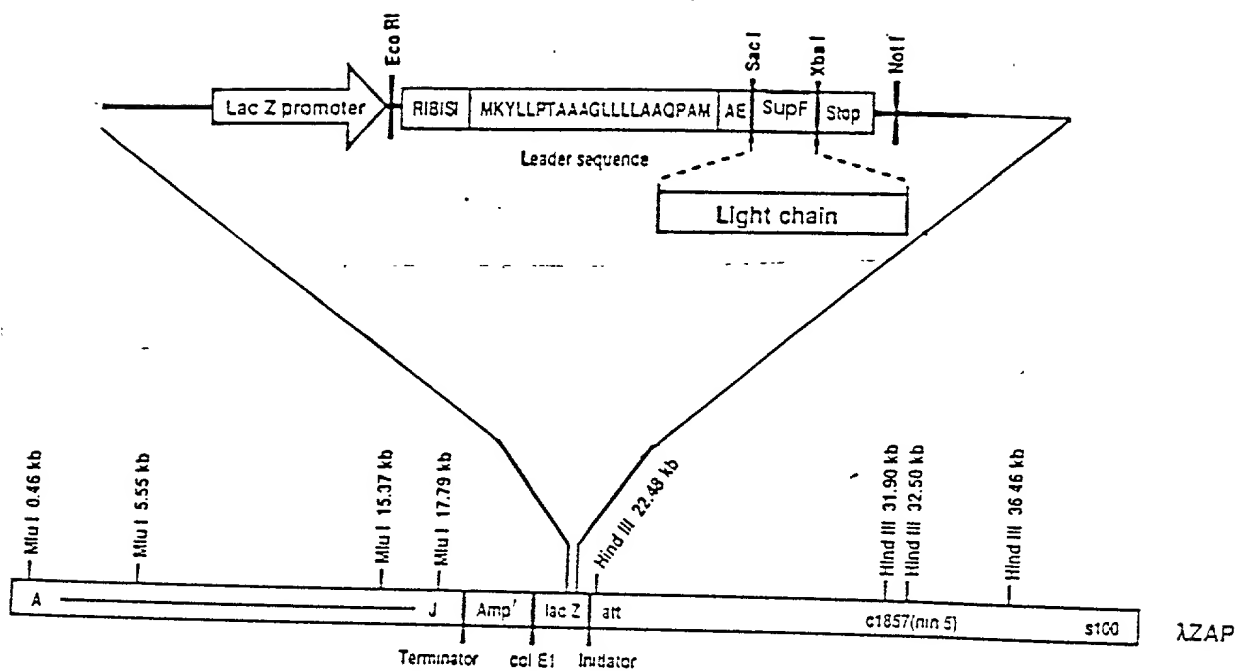 Eco RI
Sac I
Xba I
Not I
Lac Z promoter
RIBISI
MKYLLPTAAAGLLLLAAQPAM
AE
SupF
Stop
Leader sequence
Light chain
Mlu I 0.46 kb
Mlu I 5.55 kb
Mlu I 15.37 kb
Mlu I 17.79 kb
Hind III 22.48 kb
Hind III 31.90 kb
Hind III 32.50 kb
Hind III 36.46 kb
A
J
Amp^r
lac Z
att
c1857(nin 5)
s100
λZAP
Terminator
col E1
Initiator